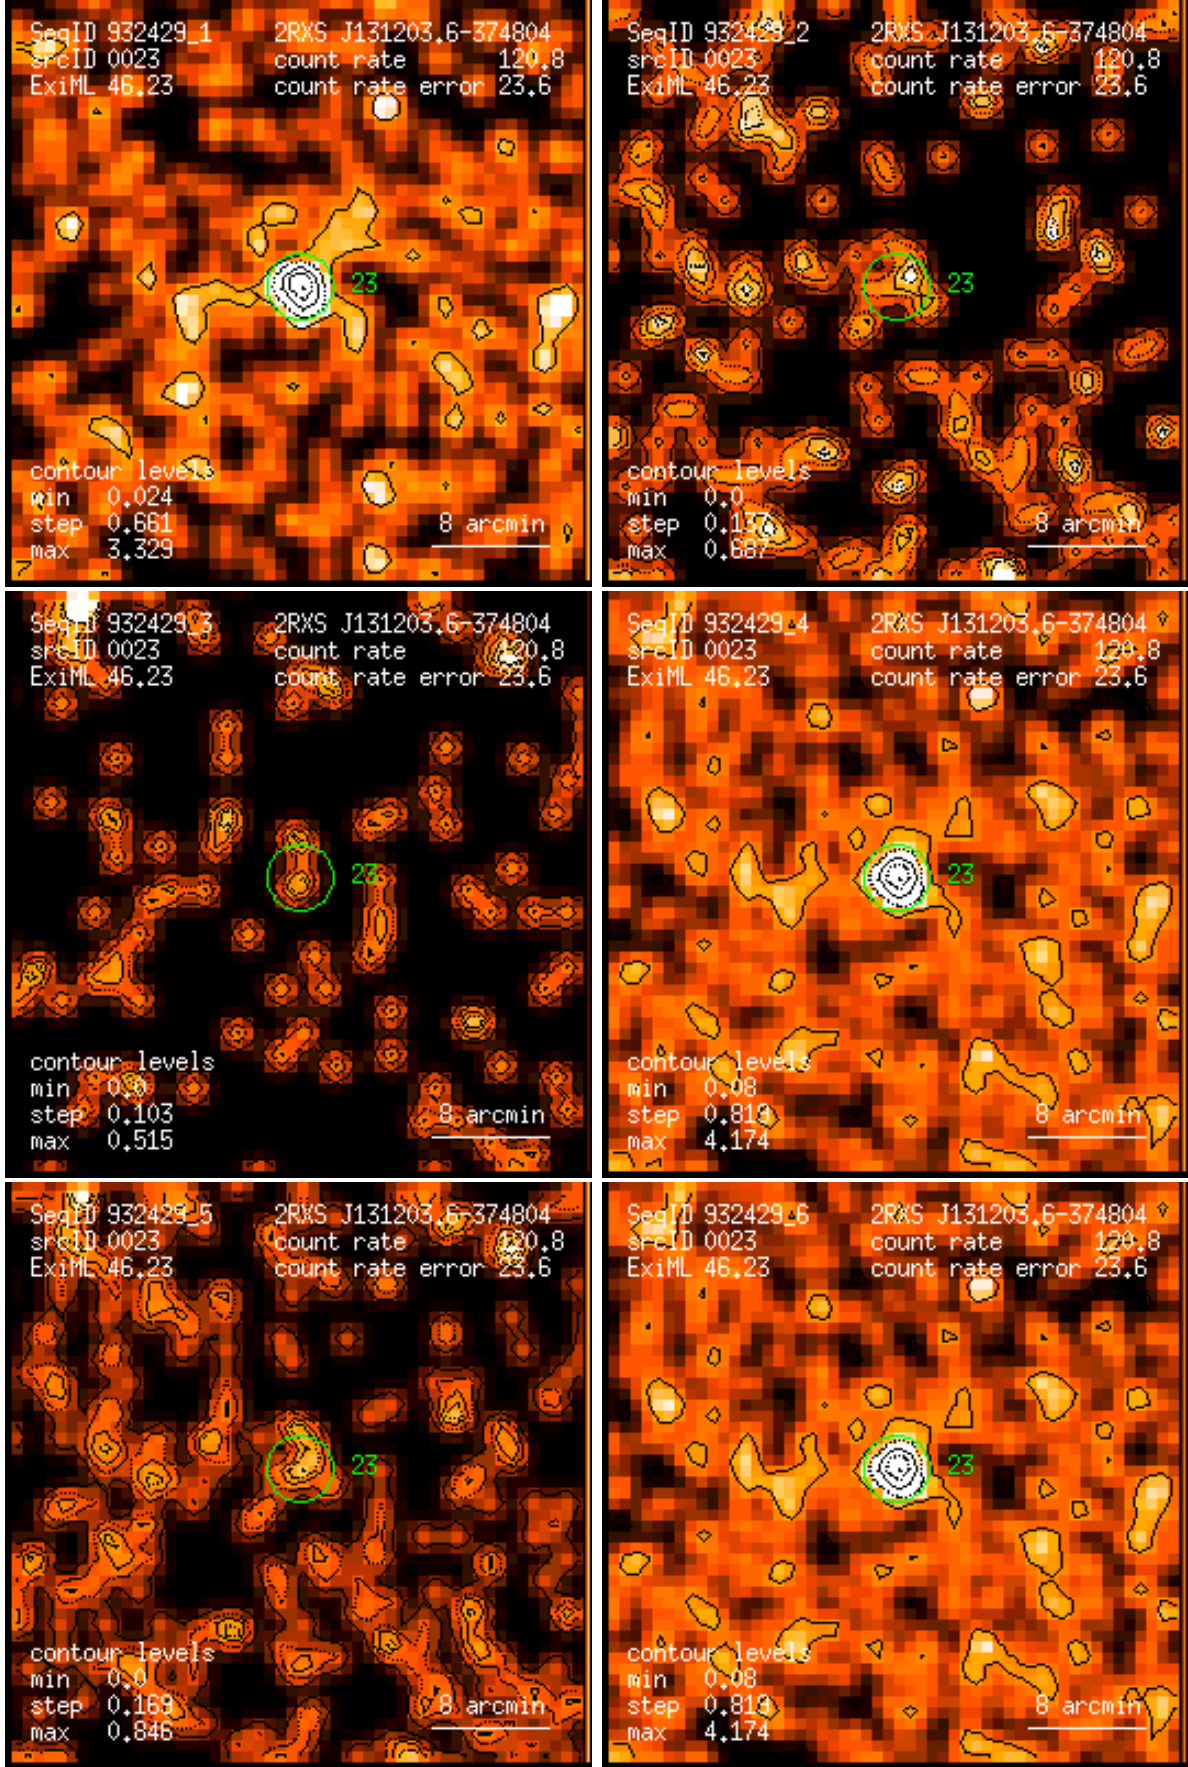 SeqID 932429_1 2RXS J131203.6-374804
srcID 0023 count rate 120.8
ExiML 46.23 count rate error 23.6
23
contour levels
min 0.024
step 0.661
max 3.329
8 arcmin
SeqID 932429_2 2RXS J131203.6-374804
srcID 0023 count rate 120.8
ExiML 46.23 count rate error 23.6
23
contour levels
min 0.0
step 0.137
max 0.687
8 arcmin
SeqID 932429_3 2RXS J131203.6-374804
srcID 0023 count rate 120.8
ExiML 46.23 count rate error 23.6
23
contour levels
min 0.0
step 0.103
max 0.515
8 arcmin
SeqID 932429_4 2RXS J131203.6-374804
srcID 0023 count rate 120.8
ExiML 46.23 count rate error 23.6
23
contour levels
min 0.08
step 0.819
max 4.174
8 arcmin
SeqID 932429_5 2RXS J131203.6-374804
srcID 0023 count rate 120.8
ExiML 46.23 count rate error 23.6
23
contour levels
min 0.0
step 0.169
max 0.846
8 arcmin
SeqID 932429_6 2RXS J131203.6-374804
srcID 0023 count rate 120.8
ExiML 46.23 count rate error 23.6
23
contour levels
min 0.08
step 0.819
max 4.174
8 arcmin